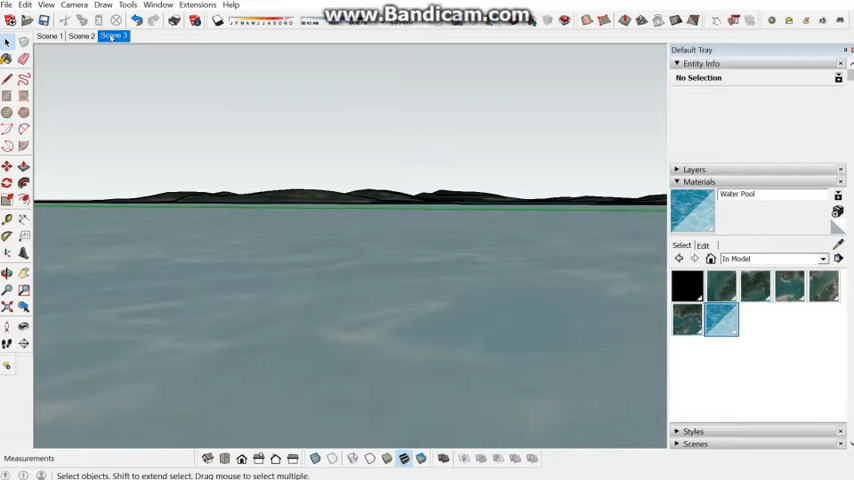 File Edit View Camera Draw Tools Window Extensions Help
www.Bandicam.com
J F M A M J J A S O N D
Scene 1 Scene 2 Scene 3
Default Tray
Entity Info
No Selection
Layers
Materials
Water Pool
Select Edit
In Model
Styles
Scenes
Measurements
Select objects. Shift to extend select. Drag mouse to select multiple.